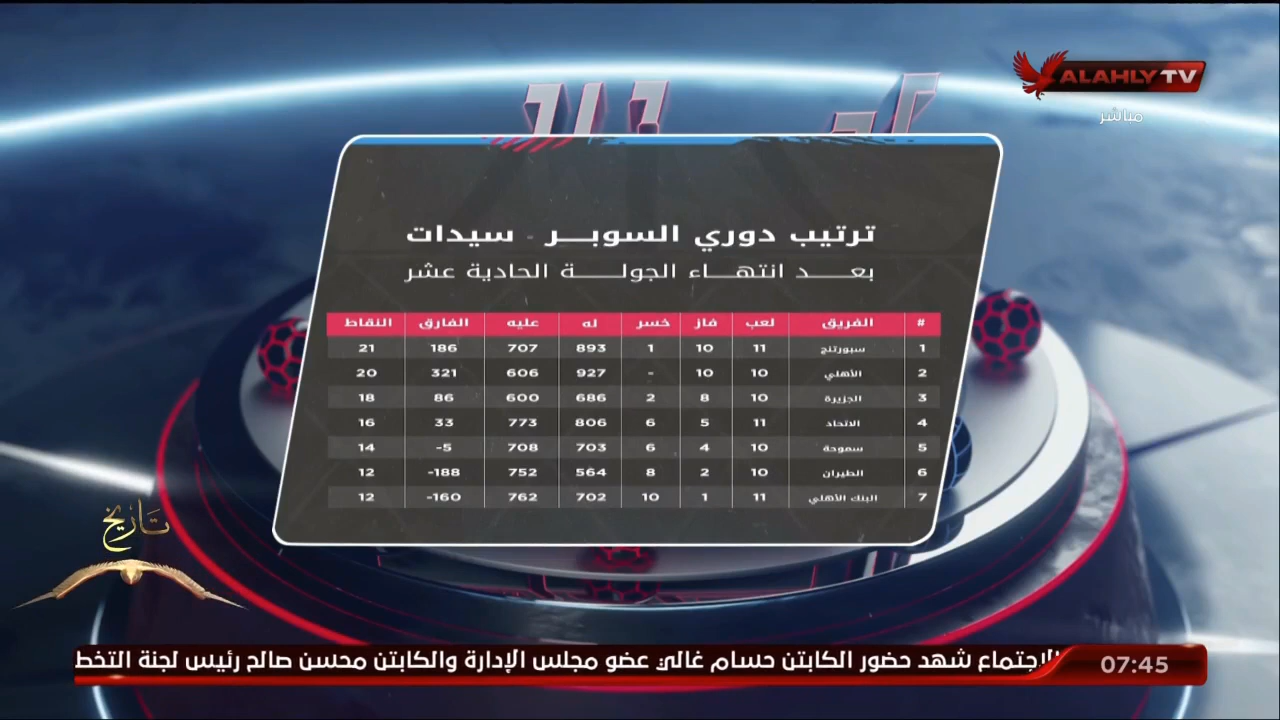 ALAHLY TV
مباشر
ترتيب دوري السوبـــر - سيدات
بعـــد انتهـــاء الجولـــة الحادية عشر
# الفريق لعب فاز خسر له عليه الفارق النقاط
1 سبورتنج 11 10 1 893 707 186 21
2 الأهلي 10 10 - 927 606 321 20
3 الجزيرة 10 8 2 686 600 86 18
4 الاتحاد 11 5 6 806 773 33 16
5 سموحة 10 4 6 703 708 -5 14
6 الطيران 10 2 8 564 752 -188 12
7 البنك الأهلي 11 1 10 702 762 -160 12
تاريخ
07:45 الاجتماع شهد حضور الكابتن حسام غالي عضو مجلس الإدارة والكابتن محسن صالح رئيس لجنة التخط